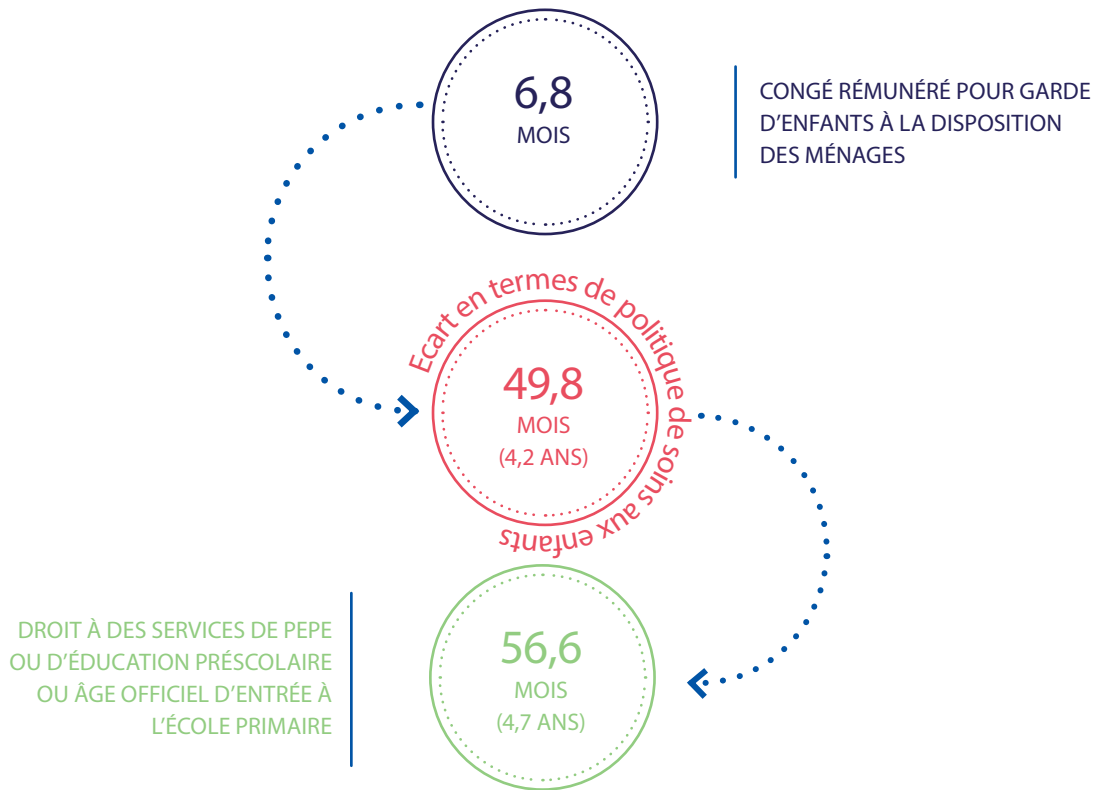 6,8
MOIS
CONGÉ RÉMUNÉRÉ POUR GARDE
D’ENFANTS À LA DISPOSITION
DES MÉNAGES
Ecart en termes de politique de soins aux enfants
49,8
MOIS
(4,2 ANS)
DROIT À DES SERVICES DE PEPE
OU D’ÉDUCATION PRÉSCOLAIRE
OU ÂGE OFFICIEL D’ENTRÉE À
L’ÉCOLE PRIMAIRE
56,6
MOIS
(4,7 ANS)